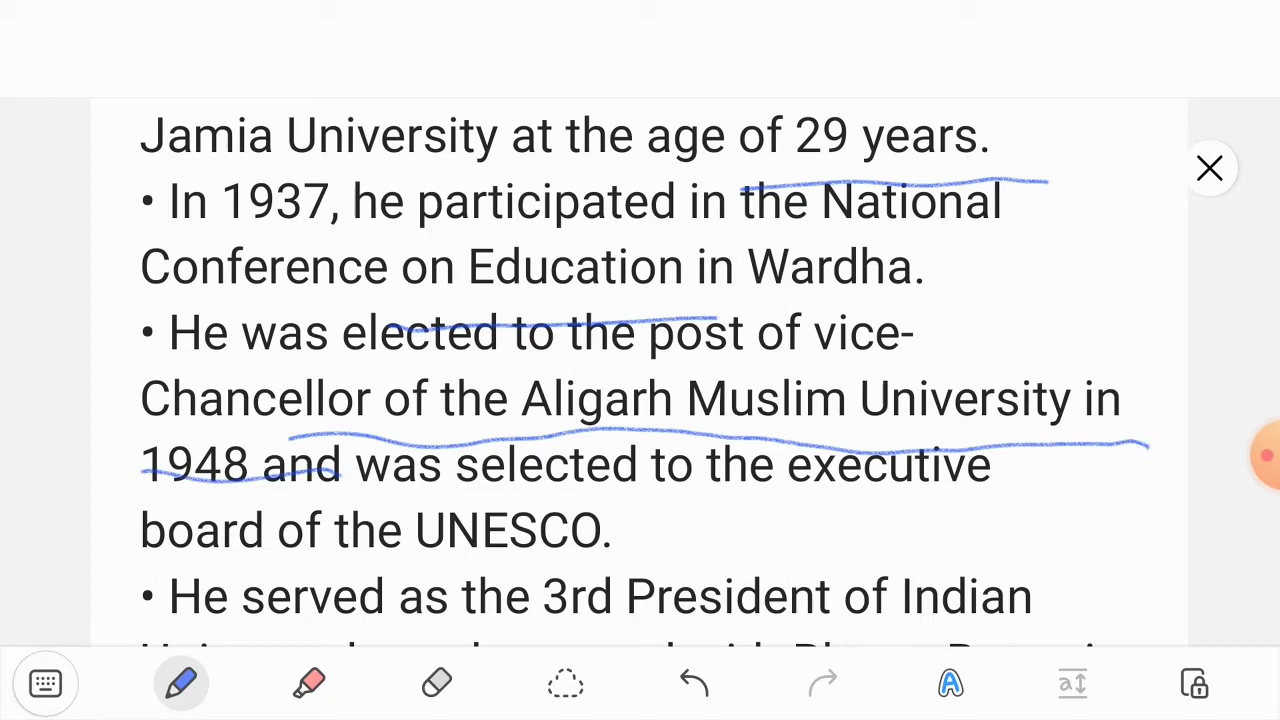 Jamia University at the age of 29 years.
• In 1937, he participated in the National
Conference on Education in Wardha.
• He was elected to the post of vice-
Chancellor of the Aligarh Muslim University in
1948 and was selected to the executive
board of the UNESCO.
• He served as the 3rd President of Indian